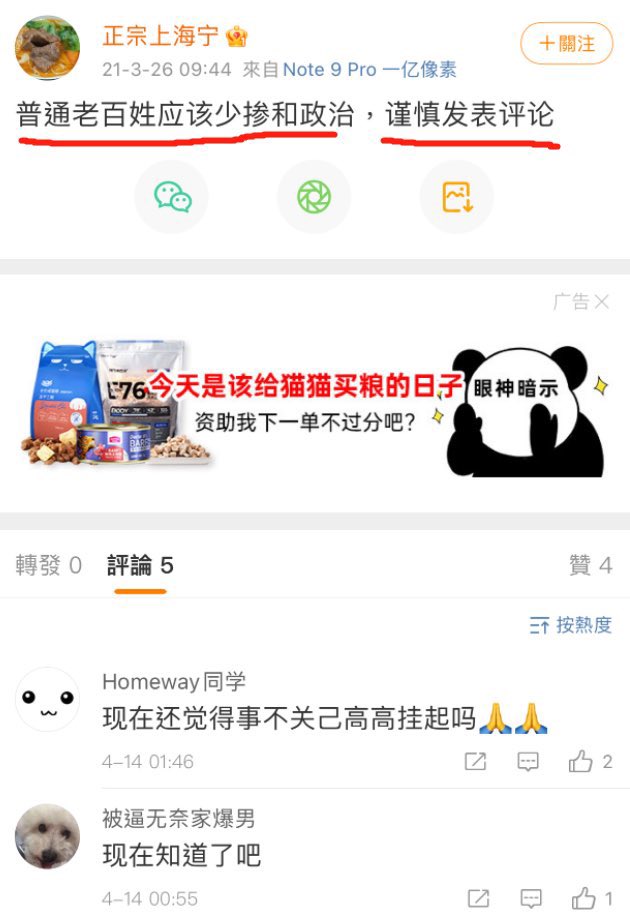 正宗上海宁
＋關注
21-3-26 09:44 來自Note 9 Pro 一亿像素
普通老百姓应该少掺和政治，谨慎发表评论
广告×
今天是该给猫猫买粮的日子
眼神暗示
资助我下一单不过分吧?
轉發 0 評論 5 贊 4
按熱度
Homeway同学
现在还觉得事不关己高高挂起吗🙏🙏
4-14 01:46
2
被逼无奈家爆男
现在知道了吧
4-14 00:55
1